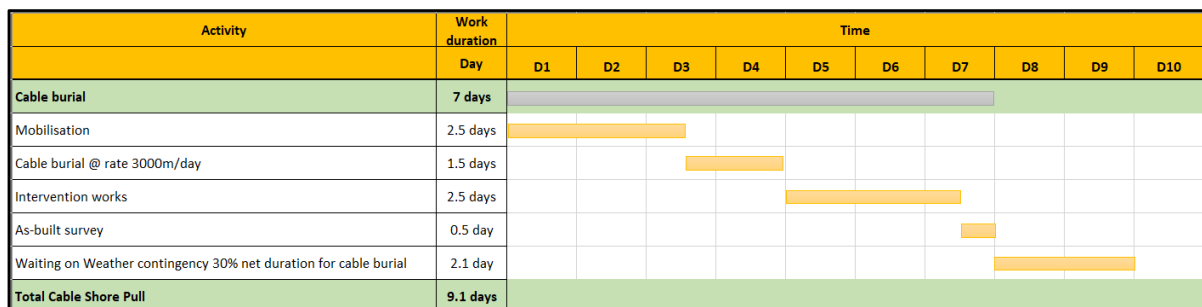 Activity Work duration Time
Day D1 D2 D3 D4 D5 D6 D7 D8 D9 D10
Cable burial 7 days
Mobilisation 2.5 days
Cable burial @ rate 3000m/day 1.5 days
Intervention works 2.5 days
As-built survey 0.5 day
Waiting on Weather contingency 30% net duration for cable burial 2.1 day
Total Cable Shore Pull 9.1 days